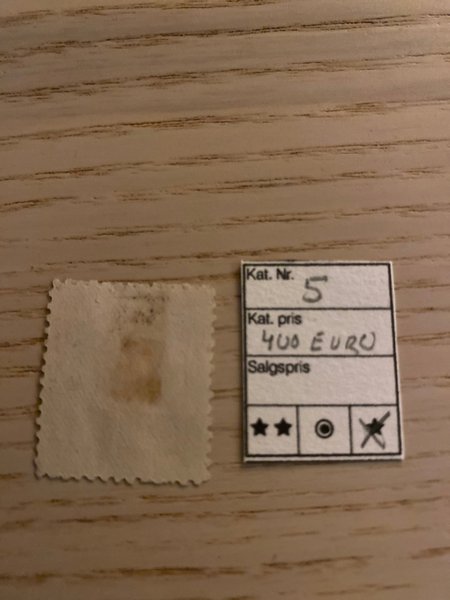 Kat. Nr. 5
Kat. pris
400 EURO
Salgspris